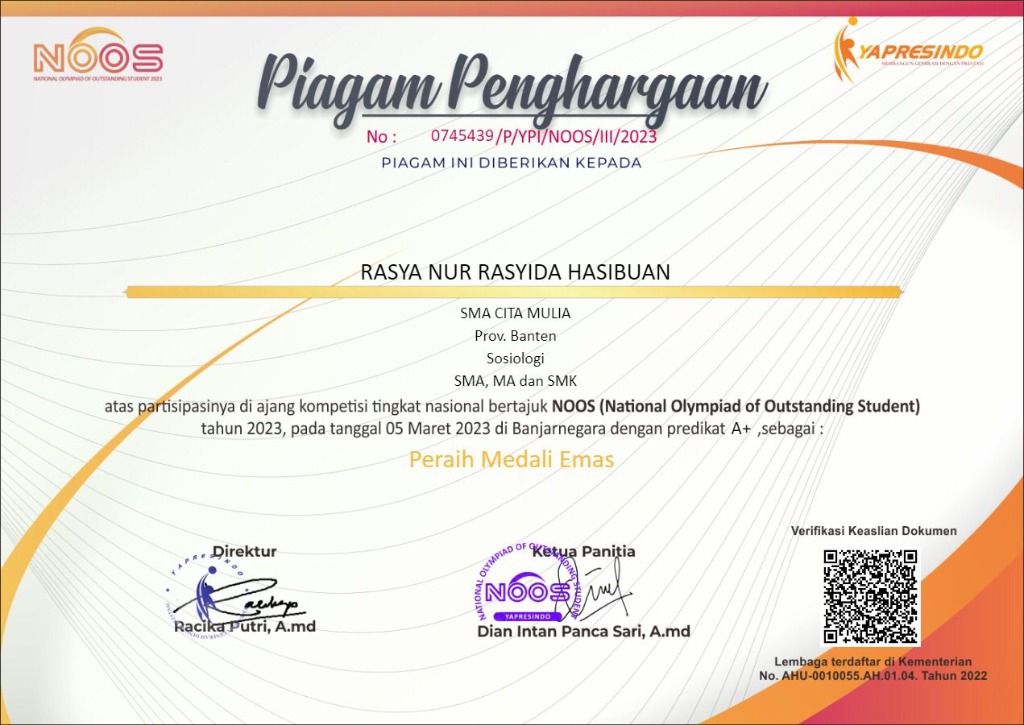 NOOS
NATIONAL OLYMPIAD OF OUTSTANDING STUDENT 2023
YAPRESINDO
MEMBANGUN GENERASI DENGAN PRESTASI
Piagam Penghargaan
No : 0745439/P/YPI/NOOS/III/2023
PIAGAM INI DIBERIKAN KEPADA
RASYA NUR RASYIDA HASIBUAN
SMA CITA MULIA
Prov. Banten
Sosiologi
SMA, MA dan SMK
atas partisipasinya di ajang kompetisi tingkat nasional bertajuk NOOS (National Olympiad of Outstanding Student)
tahun 2023, pada tanggal 05 Maret 2023 di Banjarnegara dengan predikat A+ ,sebagai :
Peraih Medali Emas
Direktur
YAPRESINDO
Racika Putri, A.md
Ketua Panitia
NATIONAL OLYMPIAD OF OUTSTANDING STUDENT
NOOS
YAPRESINDO
Dian Intan Panca Sari, A.md
Verifikasi Keaslian Dokumen
Lembaga terdaftar di Kementerian
No. AHU-0010055.AH.01.04. Tahun 2022